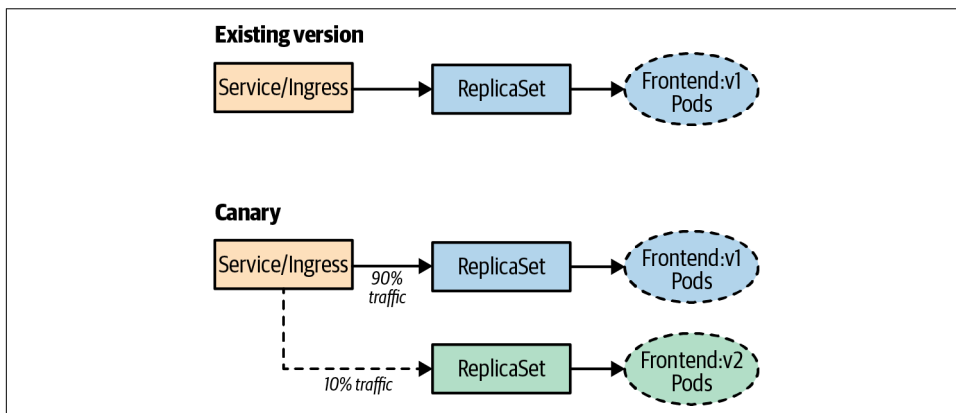 Existing version
Service/Ingress
ReplicaSet
Frontend:v1
Pods
Canary
Service/Ingress
90%
traffic
ReplicaSet
Frontend:v1
Pods
10% traffic
ReplicaSet
Frontend:v2
Pods